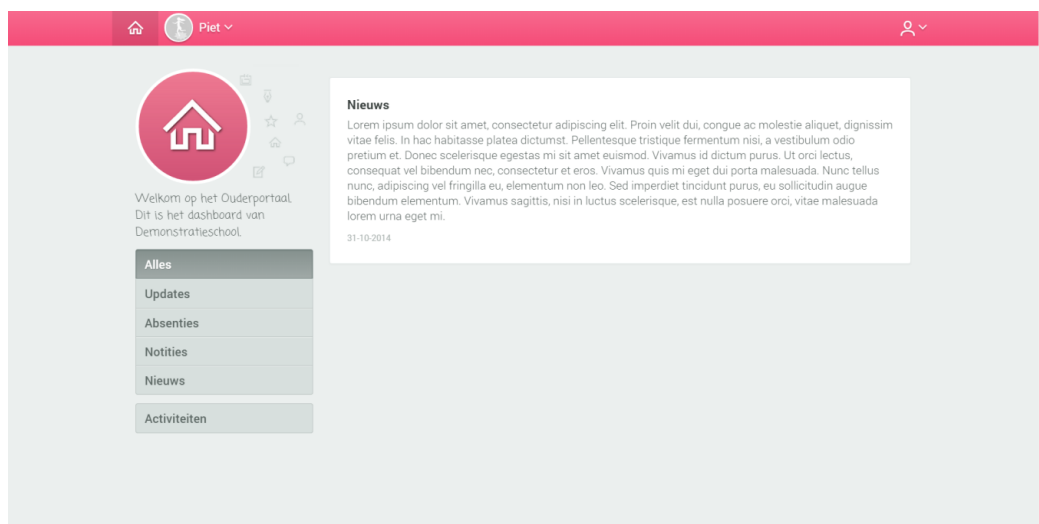 Piet
Welkom op het Ouderportaal.
Dit is het dashboard van
Demonstratieschool.
Alles
Updates
Absenties
Notities
Nieuws
Activiteiten
Nieuws
Lorem ipsum dolor sit amet, consectetur adipiscing elit. Proin velit dui, congue ac molestie aliquet, dignissim
vitae felis. In hac habitasse platea dictumst. Pellentesque tristique fermentum nisi, a vestibulum odio
pretium et. Donec scelerisque egestas mi sit amet euismod. Vivamus id dictum purus. Ut orci lectus,
consequat vel bibendum nec, consectetur et eros. Vivamus quis mi eget dui porta malesuada. Nunc tellus
nunc, adipiscing vel fringilla eu, elementum non leo. Sed imperdiet tincidunt purus, eu sollicitudin augue
bibendum elementum. Vivamus sagittis, nisi in luctus scelerisque, est nulla posuere orci, vitae malesuada
lorem urna eget mi.
31-10-2014